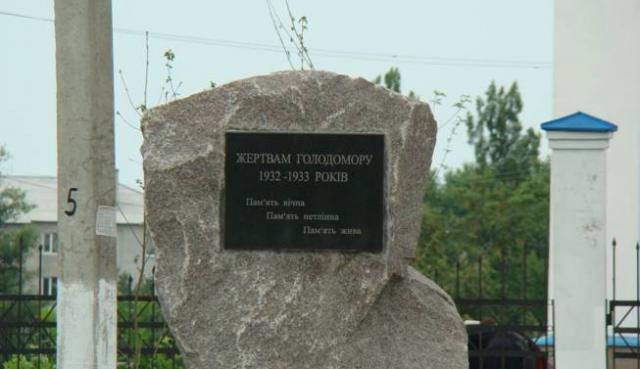 5
ЖЕРТВАМ ГОЛОДОМОРУ
1932-1933 РОКІВ
Пам'ять вічна
Пам'ять нетлінна
Пам'ять жива